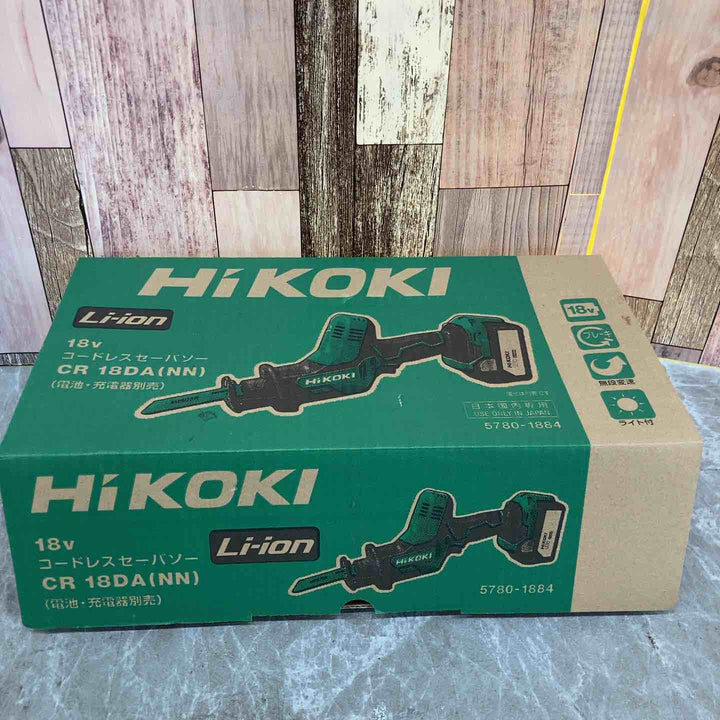 HiKOKI
Li-ion
18v
コードレスセーバソー
CR 18DA(NN)
(電池・充電器別売)
HiKOKI
日本国内専用
USE ONLY IN JAPAN
5780-1884
18v
ブレーキ
無段変速
ライト付
HiKOKI
18v
コードレスセーバソー
CR 18DA(NN)
(電池・充電器別売)
Li-ion
HiKOKI
5780-1884